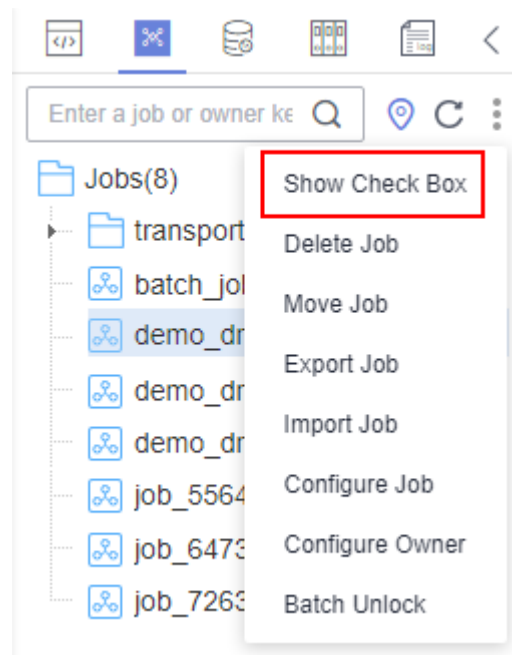 </>
log
Enter a job or owner ke
Jobs(8)
Show Check Box
transport
Delete Job
batch_jol
Move Job
demo_dr
Export Job
demo_dr
Import Job
demo_dr
Configure Job
job_5564
Configure Owner
job_6473
Batch Unlock
job_7263